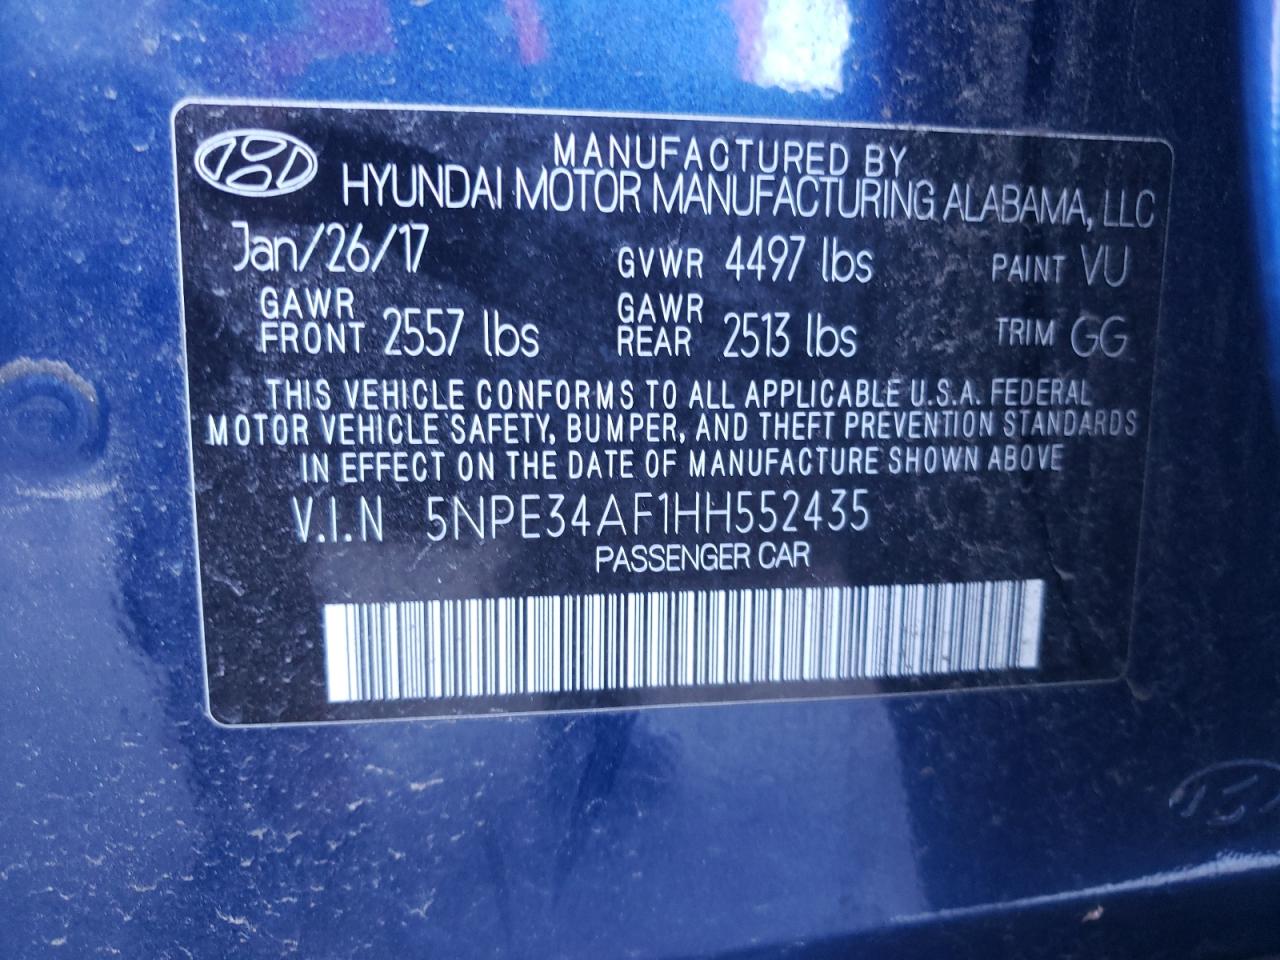 MANUFACTURED BY
HYUNDAI MOTOR MANUFACTURING ALABAMA, LLC
Jan/26/17 GVWR 4497 lbs PAINT VU
GAWR FRONT 2557 lbs GAWR REAR 2513 lbs TRIM GG
THIS VEHICLE CONFORMS TO ALL APPLICABLE U.S.A. FEDERAL
MOTOR VEHICLE SAFETY, BUMPER, AND THEFT PREVENTION STANDARDS
IN EFFECT ON THE DATE OF MANUFACTURE SHOWN ABOVE
V.I.N 5NPE34AF1HH552435
PASSENGER CAR